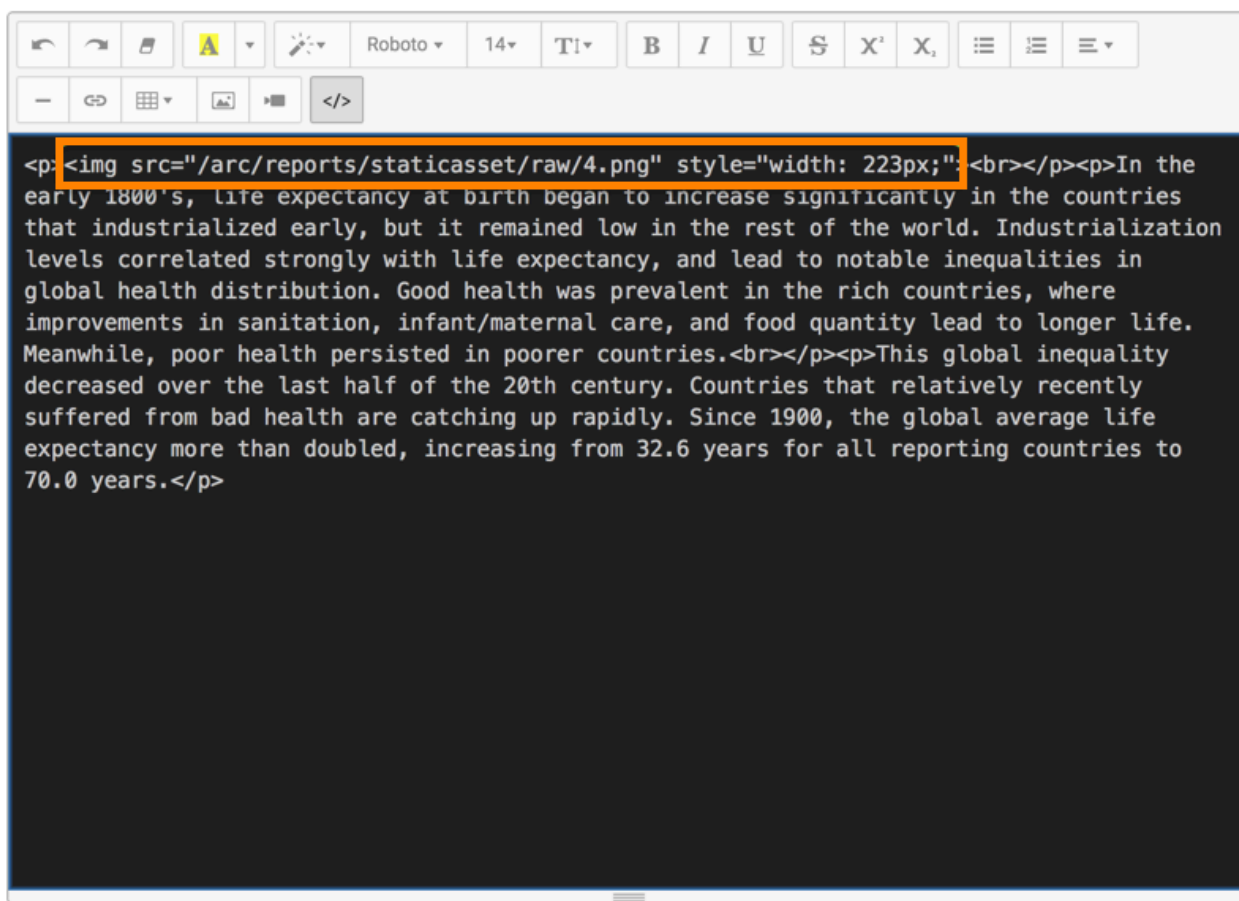 A Roboto 14 T B I U S X² X₂
</>
<p><img src="/arc/reports/staticasset/raw/4.png" style="width: 223px;"><br></p><p>In the
early 1800's, life expectancy at birth began to increase significantly in the countries
that industrialized early, but it remained low in the rest of the world. Industrialization
levels correlated strongly with life expectancy, and lead to notable inequalities in
global health distribution. Good health was prevalent in the rich countries, where
improvements in sanitation, infant/maternal care, and food quantity lead to longer life.
Meanwhile, poor health persisted in poorer countries.<br></p><p>This global inequality
decreased over the last half of the 20th century. Countries that relatively recently
suffered from bad health are catching up rapidly. Since 1900, the global average life
expectancy more than doubled, increasing from 32.6 years for all reporting countries to
70.0 years.</p>